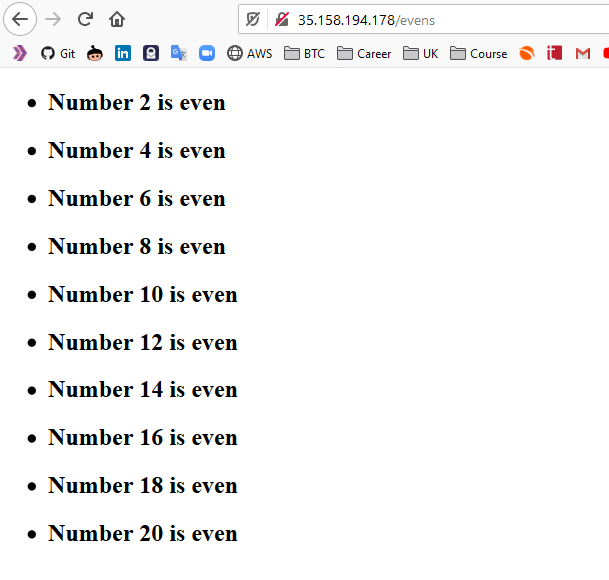 35.158.194.178/evens
Git AWS BTC Career UK Course
Number 2 is even
Number 4 is even
Number 6 is even
Number 8 is even
Number 10 is even
Number 12 is even
Number 14 is even
Number 16 is even
Number 18 is even
Number 20 is even